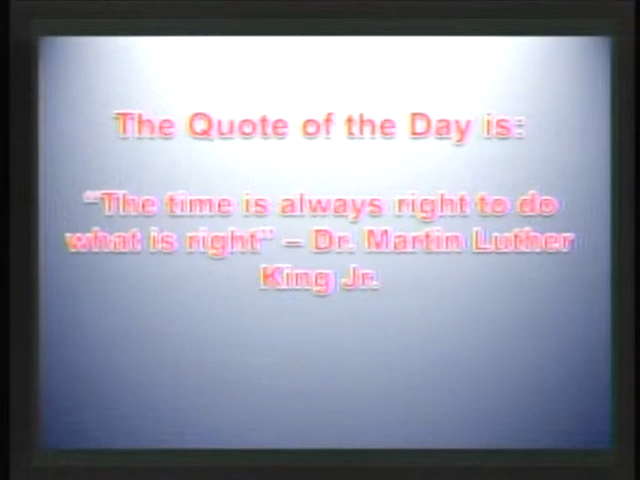 The Quote of the Day is:
“The time is always right to do
what is right” – Dr. Martin Luther
King Jr.